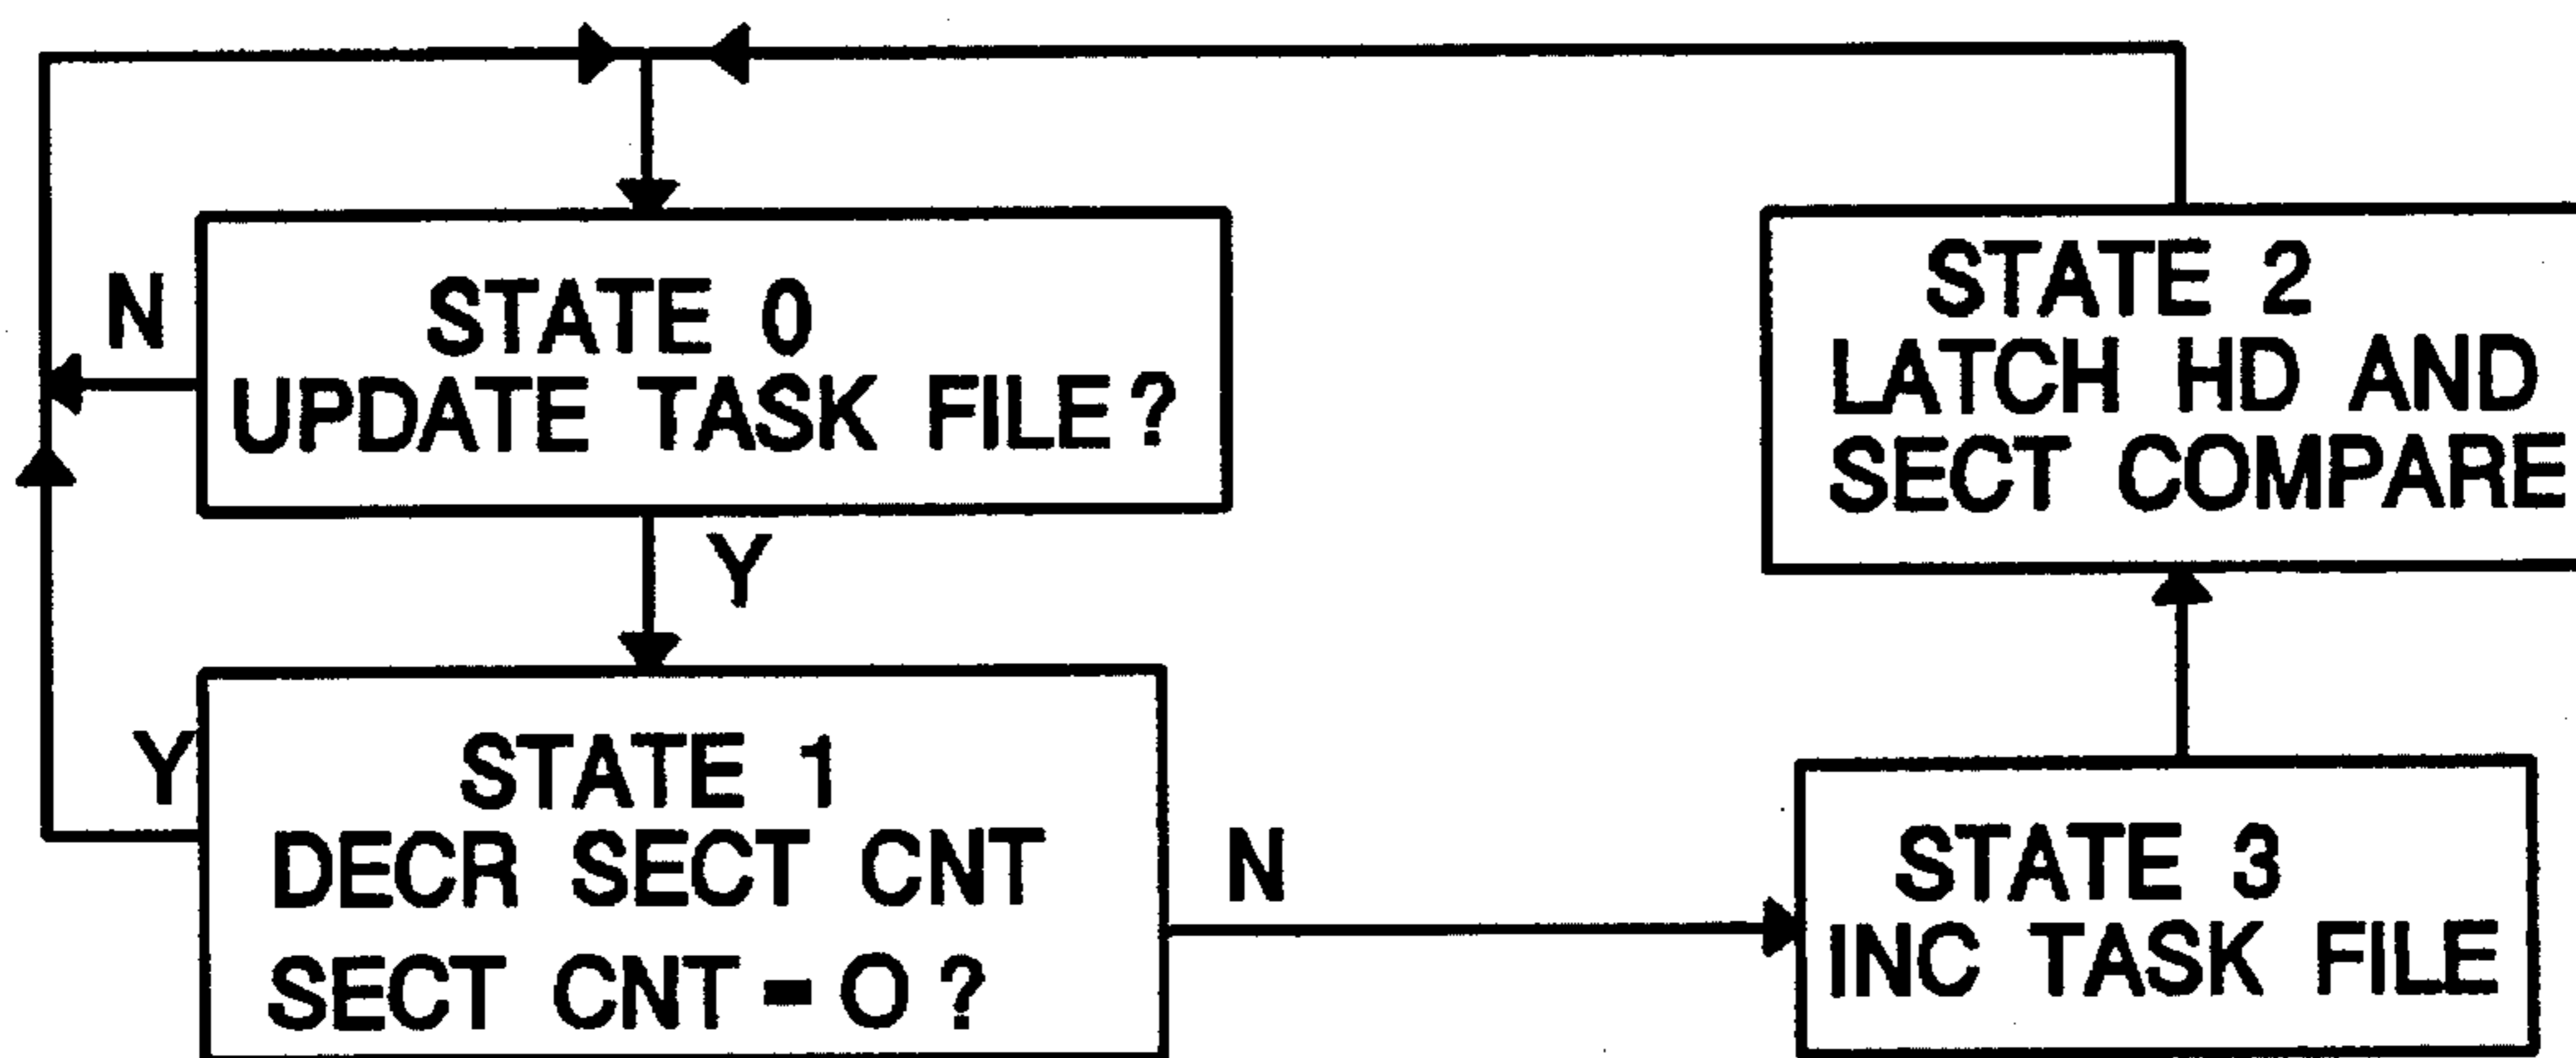 STATE 0
UPDATE TASK FILE?
N
Y
STATE 1
DECR SECT CNT
SECT CNT - O ?
Y
N
STATE 2
LATCH HD AND
SECT COMPARE
STATE 3
INC TASK FILE